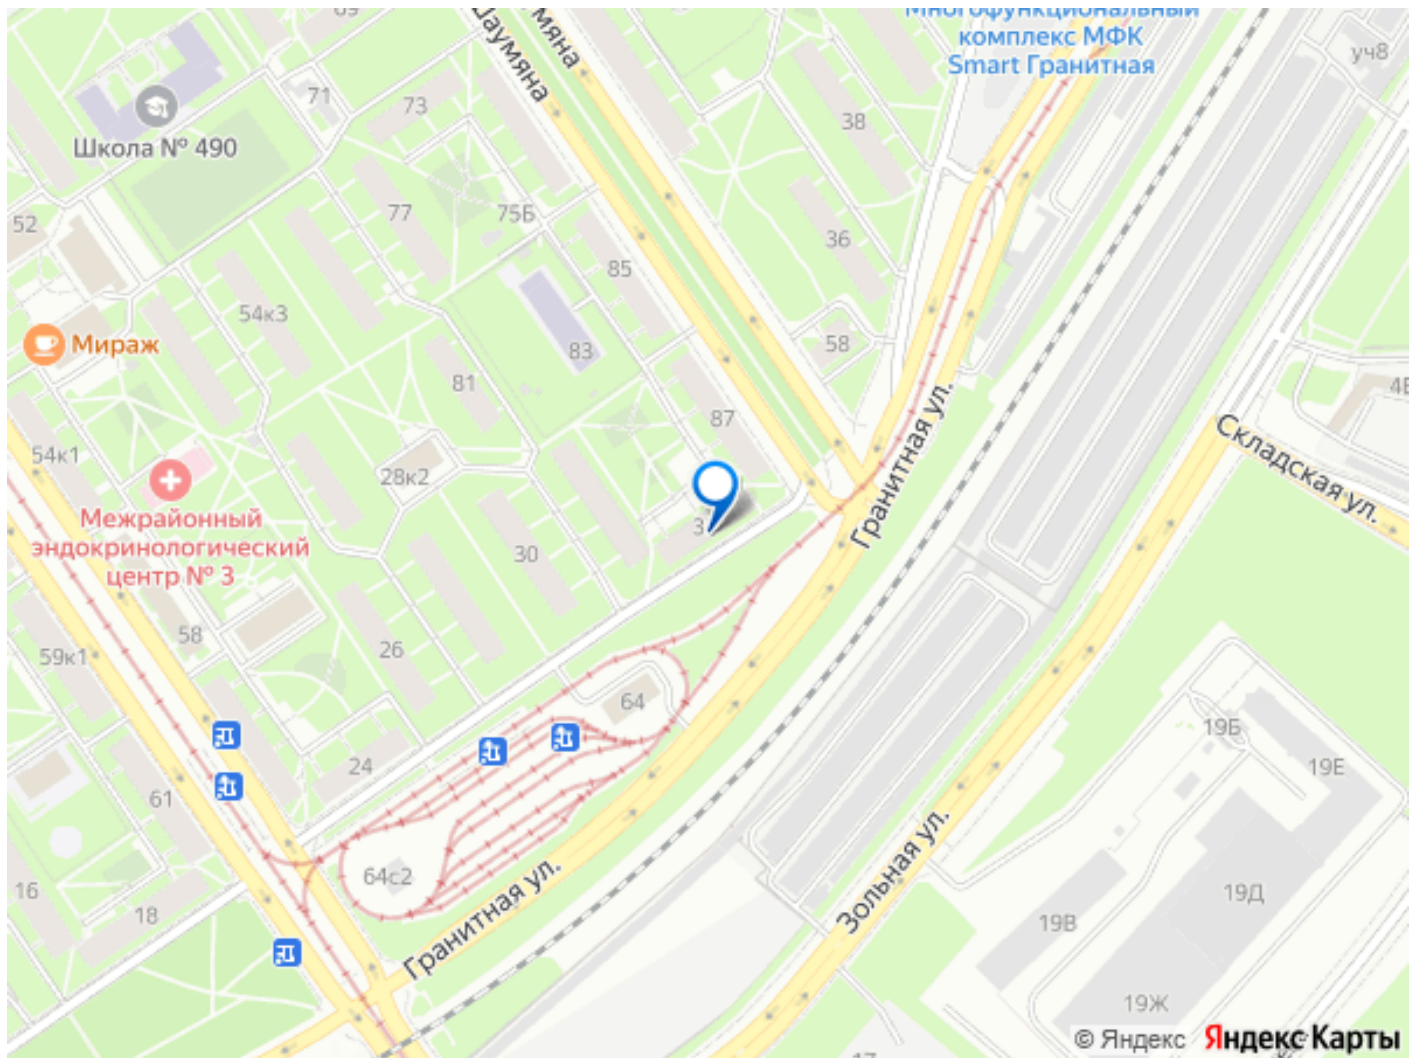 Многофункциональный
комплекс МФК
Smart Гранитная
уч8
71
73
38
Школа № 490
77
75Б
52
36
85
54к3
Мираж
83
58
81
87
54к1
28к2
Гранитная ул.
Складская ул.
Межрайонный
эндокринологический
центр № 3
30
58
26
59к1
64
19Б
19Е
24
61
64с2
Зольная ул.
19Д
16
18
19В
Гранитная ул.
19Ж
© Яндекс Яндекс Карты